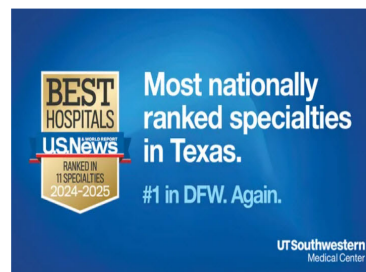 BEST
HOSPITALS
U.S. News & WORLD REPORT
RANKED IN
11 SPECIALTIES
2024-2025
Most nationally
ranked specialties
in Texas.
#1 in DFW. Again.
UTSouthwestern
Medical Center